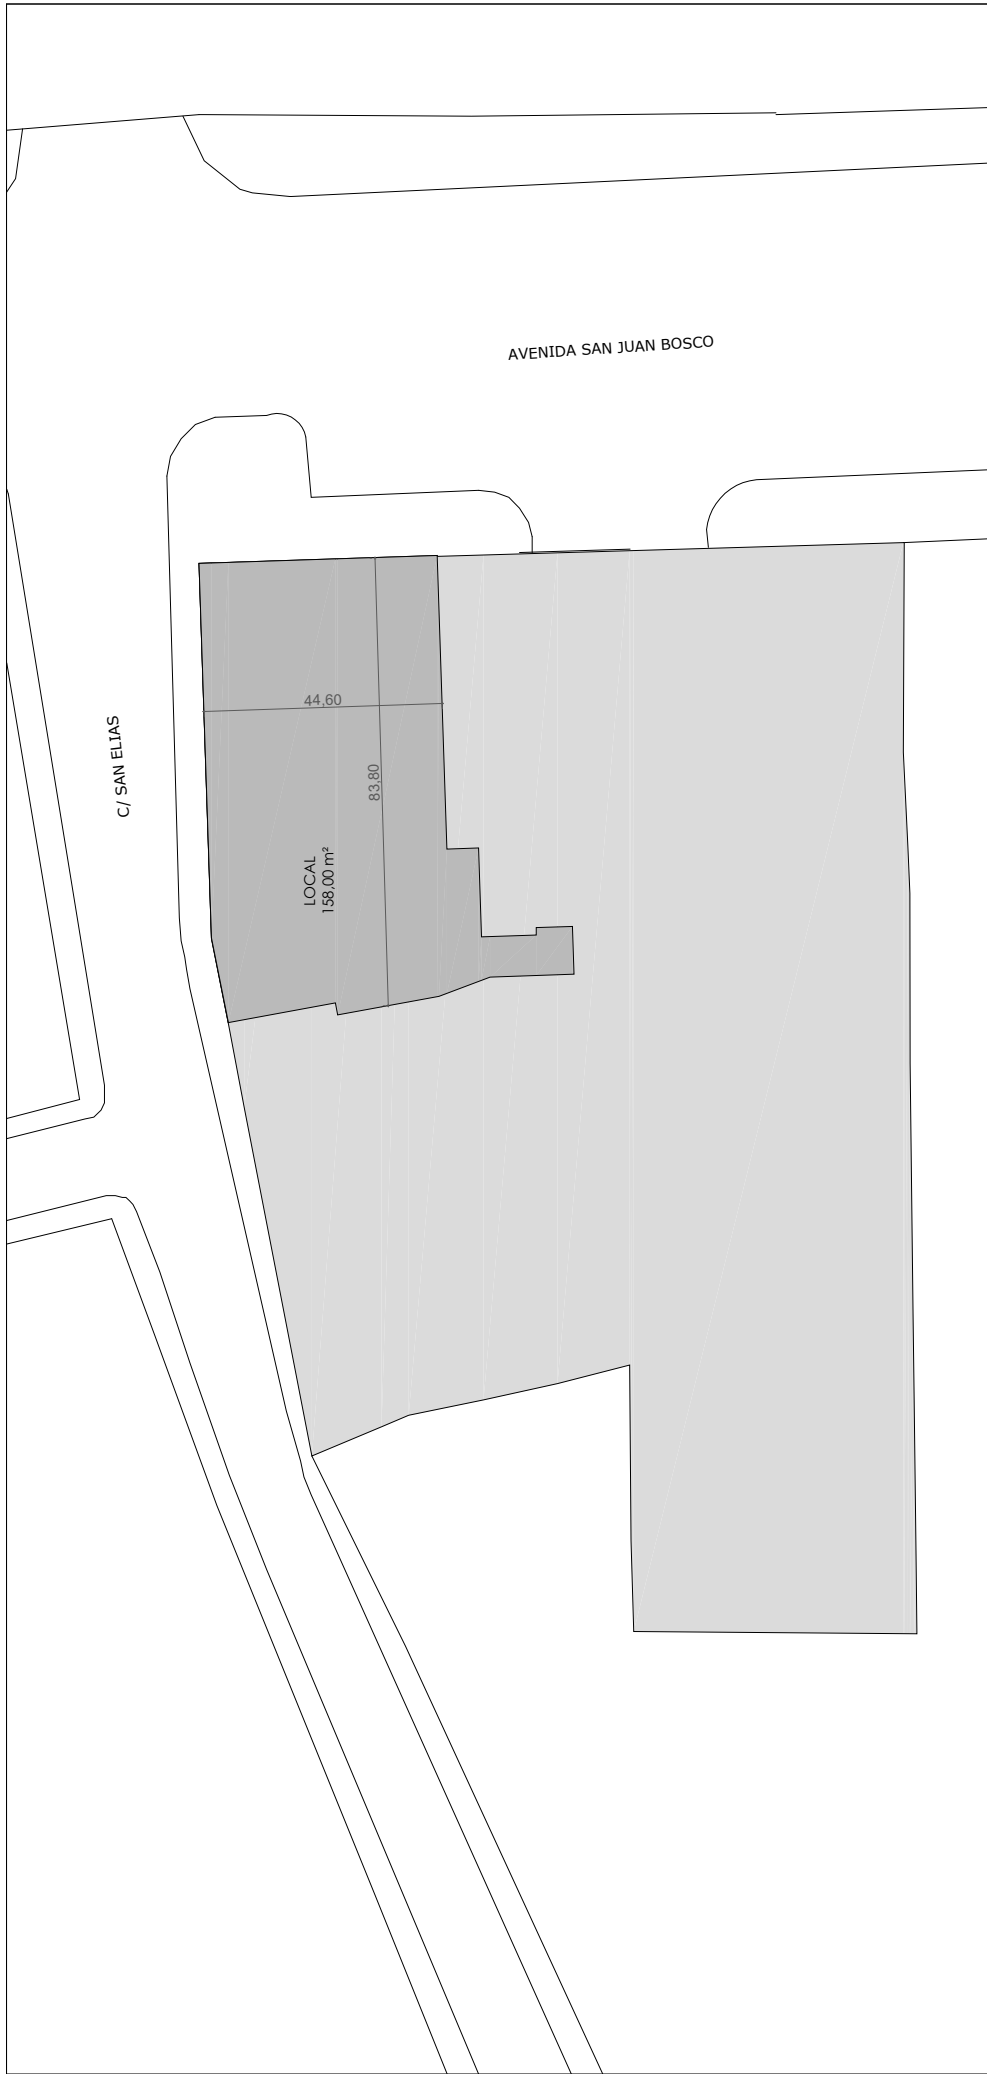 AVENIDA SAN JUAN BOSCO
44,60
C/ SAN ELIAS
83,80
LOCAL
158,00 m²